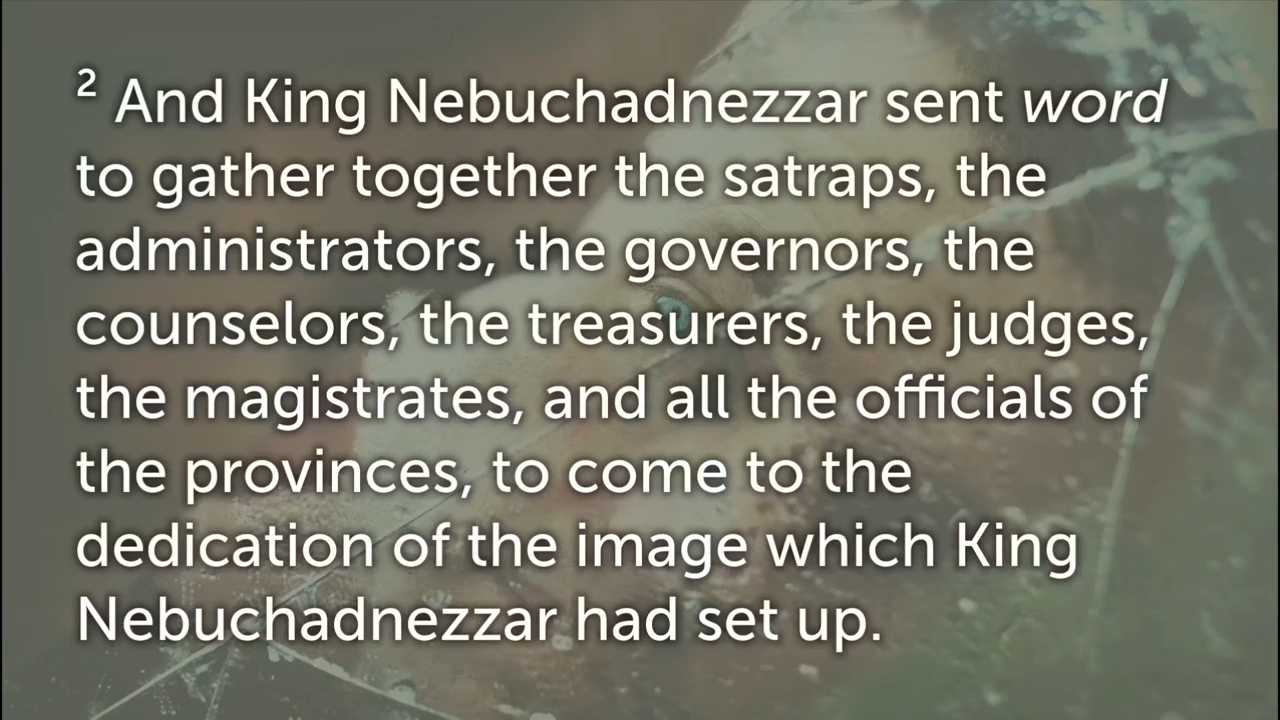 2 And King Nebuchadnezzar sent word
to gather together the satraps, the
administrators, the governors, the
counselors, the treasurers, the judges,
the magistrates, and all the officials of
the provinces, to come to the
dedication of the image which King
Nebuchadnezzar had set up.